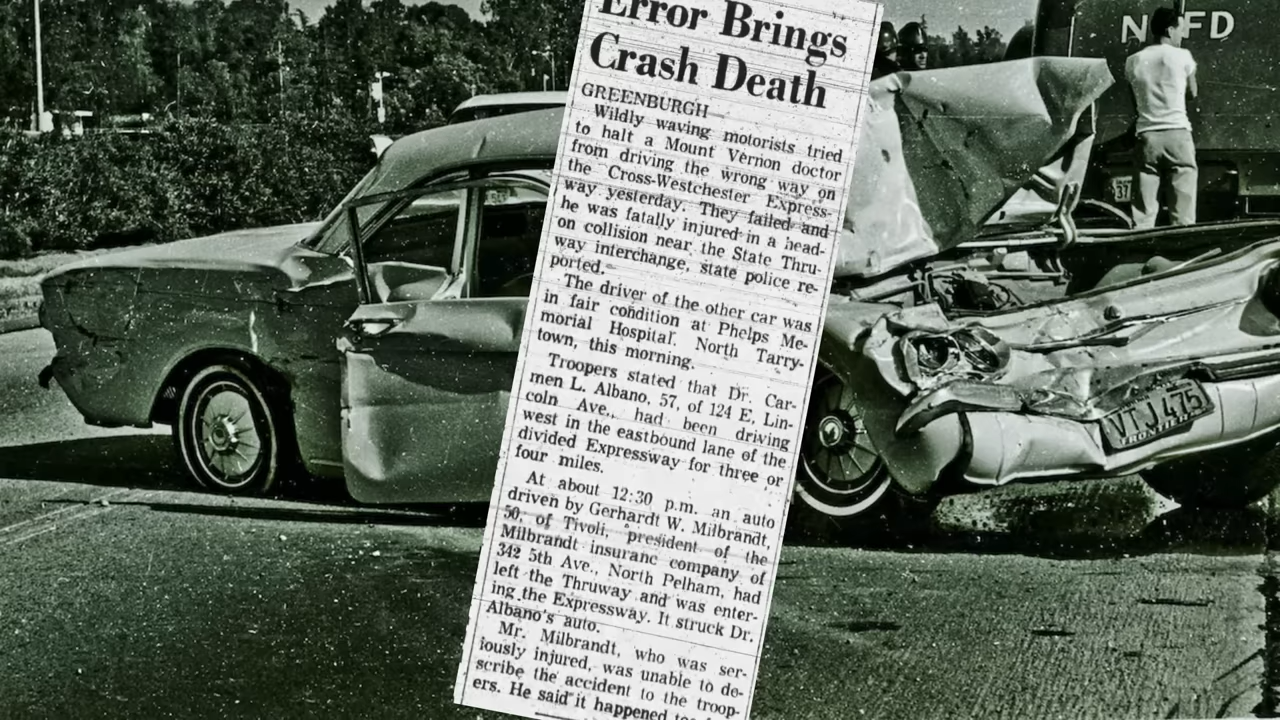 Error Brings
Crash Death
GREENBURGH
Wildly waving motorists tried
to halt a Mount Vernon doctor
from driving the wrong way on
the Cross-Westchester Express-
way yesterday. They failed and
he was fatally injured in a head-
on collision near the State Thru-
way interchange, state police re-
ported.
The driver of the other car was
in fair condition at Phelps Me-
morial Hospital, North Tarry-
town, this morning.
Troopers stated that Dr. Car-
men L. Albano, 57, of 124 E, Lin-
coln Ave., had been driving
west in the eastbound lane of the
divided Expressway for three or
four miles.
At about 12:30 p.m. an auto
driven by Gerhardt W. Milbrandt,
50, of Tivoli, president of the
Milbrandt insuranc company of
342 5th Ave., North Pelham, had
left the Thruway and was enter-
ing the Expressway. It struck Dr.
Albano's auto.
Mr. Milbrandt, who was ser-
iously injured, was unable to de-
scribe the accident to the troop-
ers. He said it happened
N FD
37
VTJ 475